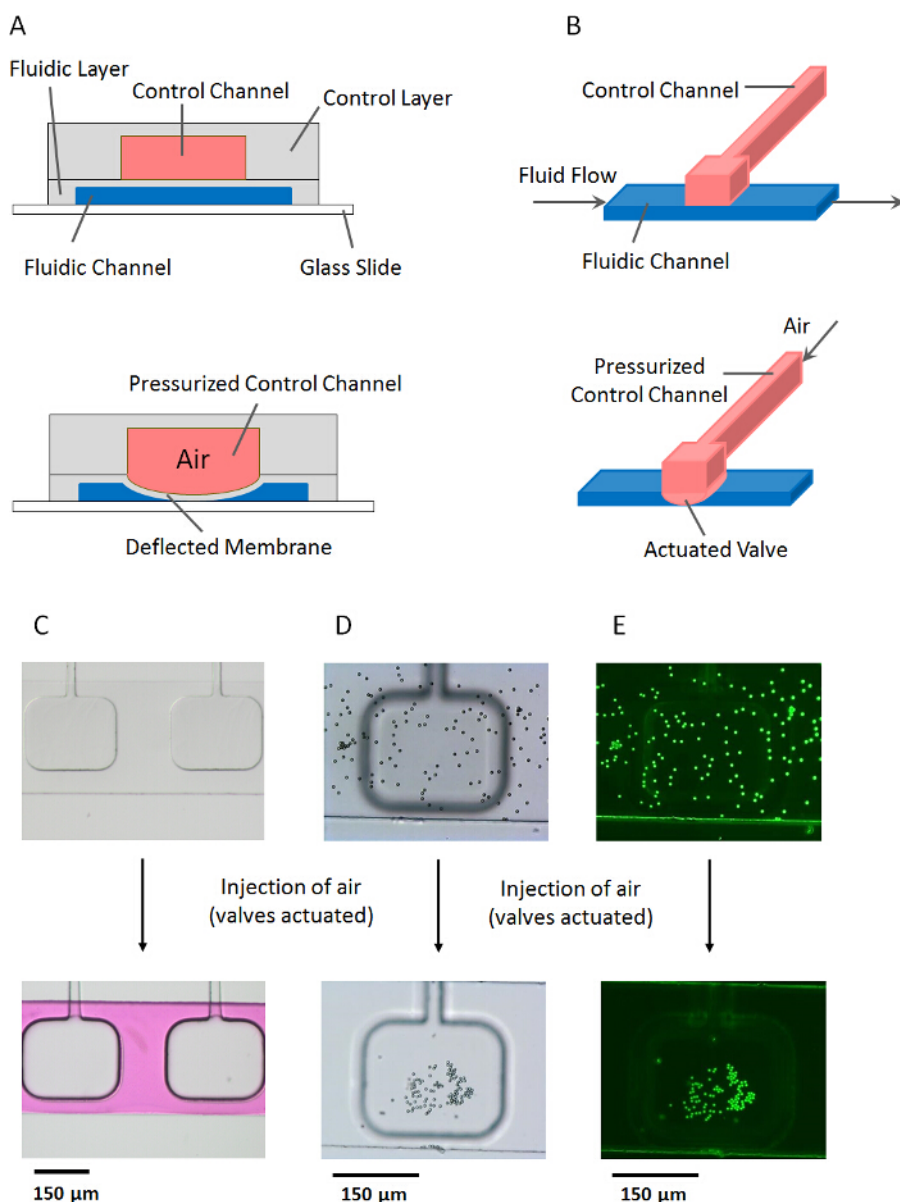 A
B
Fluidic Layer
Control Channel
Control Layer
Fluidic Channel
Glass Slide
Control Channel
Fluid Flow
Fluidic Channel
Pressurized Control Channel
Air
Deflected Membrane
Air
Pressurized
Control Channel
Actuated Valve
C
D
E
Injection of air
(valves actuated)
Injection of air
(valves actuated)
150 µm
150 µm
150 µm